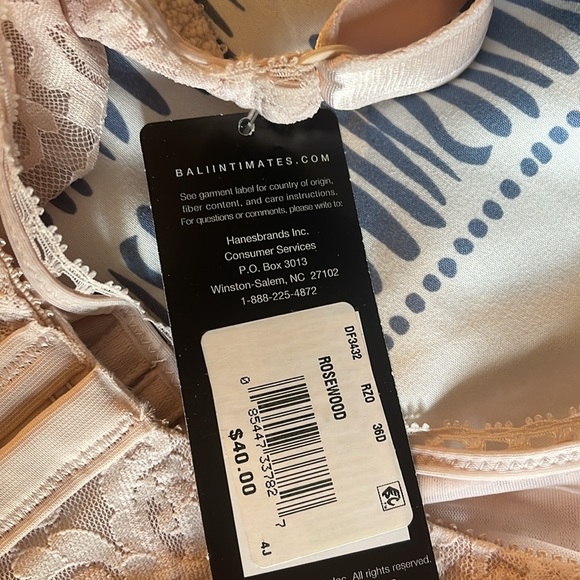 BALIINTIMATES.COM
See garment label for country of origin,
fiber content, and care instructions.
For questions or comments, please write to:
Hanesbrands Inc.
Consumer Services
P.O. Box 3013
Winston-Salem, NC 27102
1-888-225-4872
DF3432 RZO 36D
ROSEWOOD
0 85447 33782 7
$40.00 4J
Inc. All rights reserved.